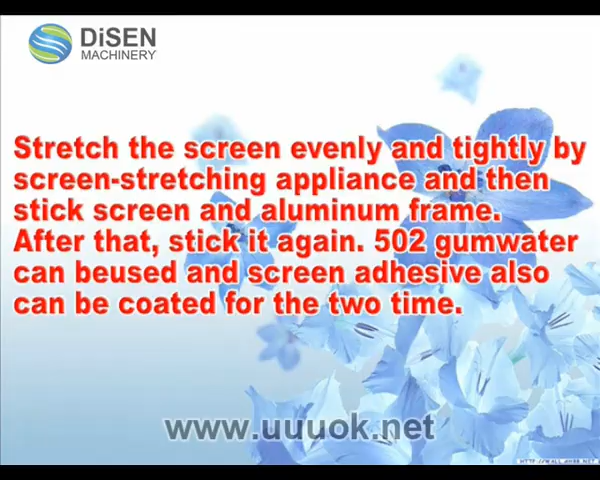 DiSEN
MACHINERY
Stretch the screen evenly and tightly by
screen-stretching appliance and then
stick screen and aluminum frame.
After that, stick it again. 502 gumwater
can beused and screen adhesive also
can be coated for the two time.
www.uuuok.net